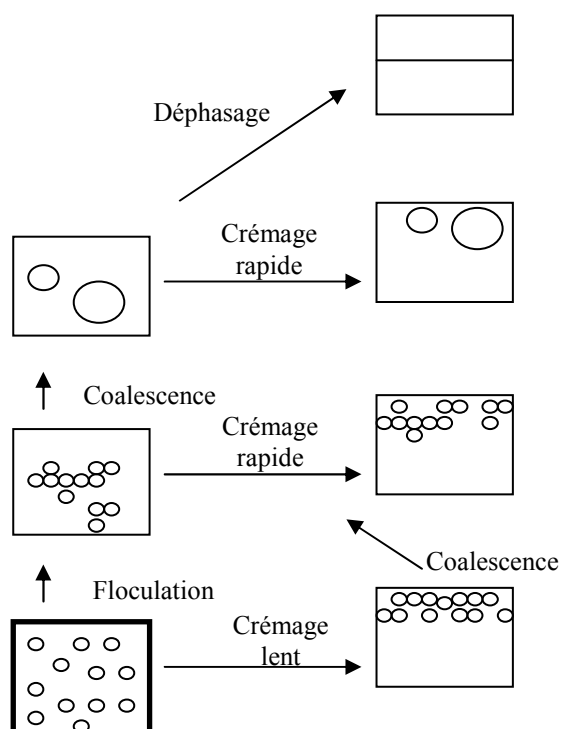 Déphasage
Crémage
rapide
Coalescence
Crémage
rapide
Coalescence
Floculation
Crémage
lent